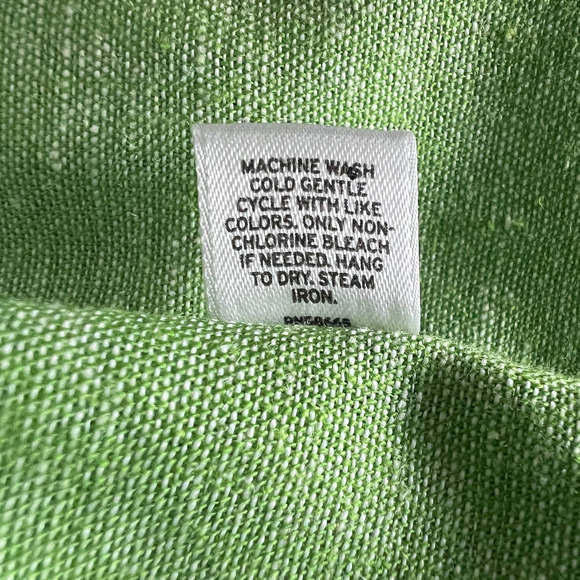 MACHINE WASH
COLD GENTLE
CYCLE WITH LIKE
COLORS. ONLY NON-
CHLORINE BLEACH
IF NEEDED. HANG
TO DRY. STEAM
IRON.